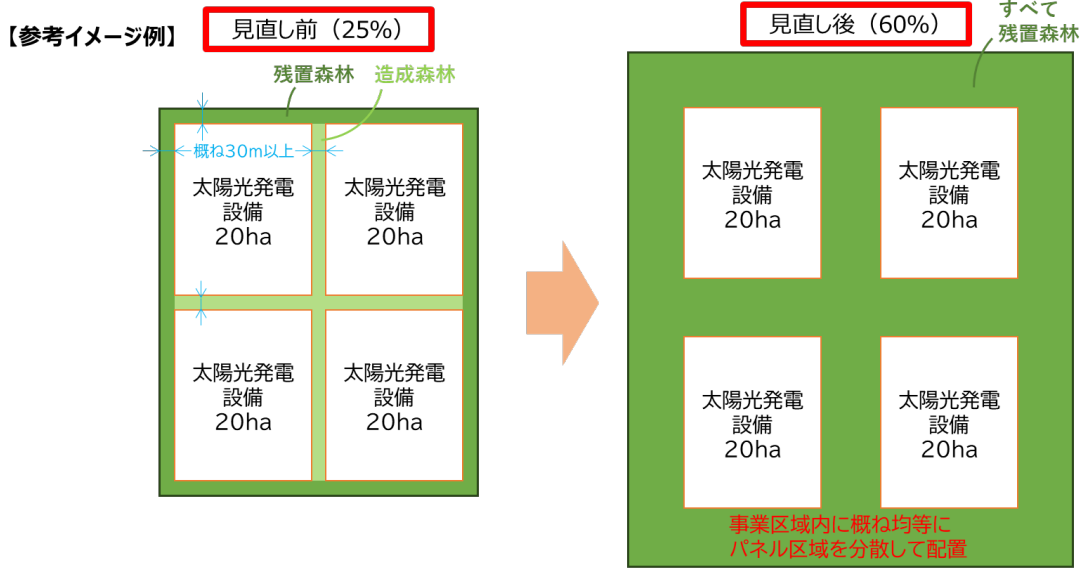 【参考イメージ例】
見直し前（25%）
残置森林
造成森林
概ね30m以上
太陽光発電
設備
20ha
太陽光発電
設備
20ha
太陽光発電
設備
20ha
太陽光発電
設備
20ha
見直し後（60%）
すべて
残置森林
太陽光発電
設備
20ha
太陽光発電
設備
20ha
太陽光発電
設備
20ha
太陽光発電
設備
20ha
事業区域内に概ね均等に
パネル区域を分散して配置